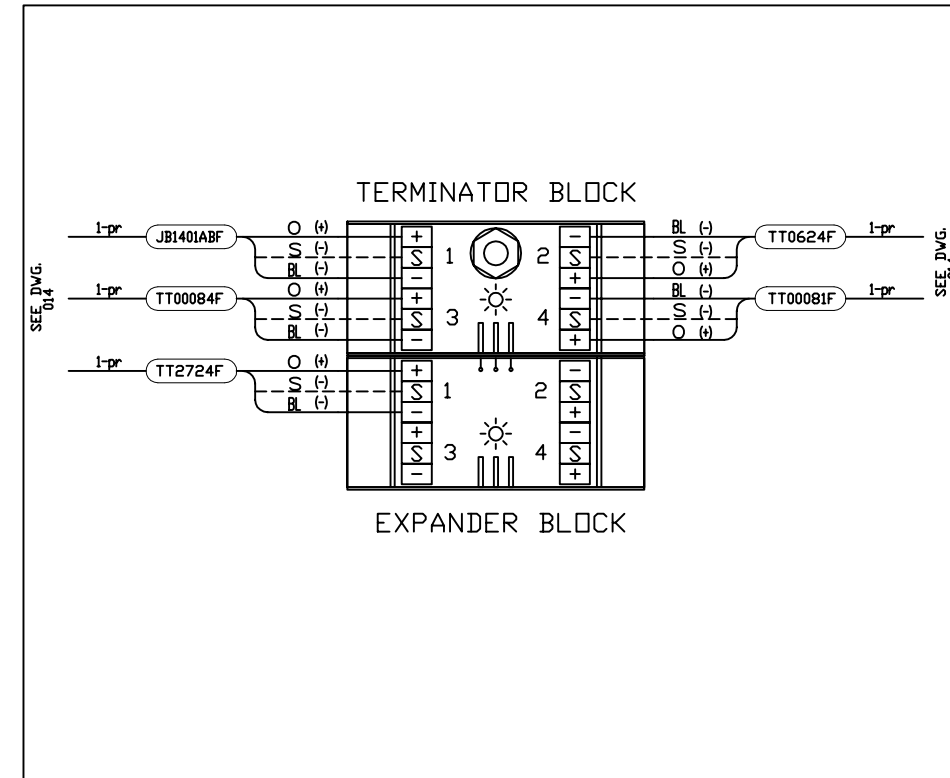 TERMINATOR BLOCK
1-pr JB1401ABF O (+) + 1 2 - BL (-) TT0624F 1-pr
S (-) S S S (-)
BL (-) - + O (+)
1-pr TT00084F O (+) + 3 4 - BL (-) TT00081F 1-pr
S (-) S S S (-)
BL (-) - + O (+)
SEE DWG.
014
SEE DWG.
1-pr TT2724F O (+) + 1 2 -
S (-) S S
BL (-) - +
+ 3 4 -
S S
- +
EXPANDER BLOCK